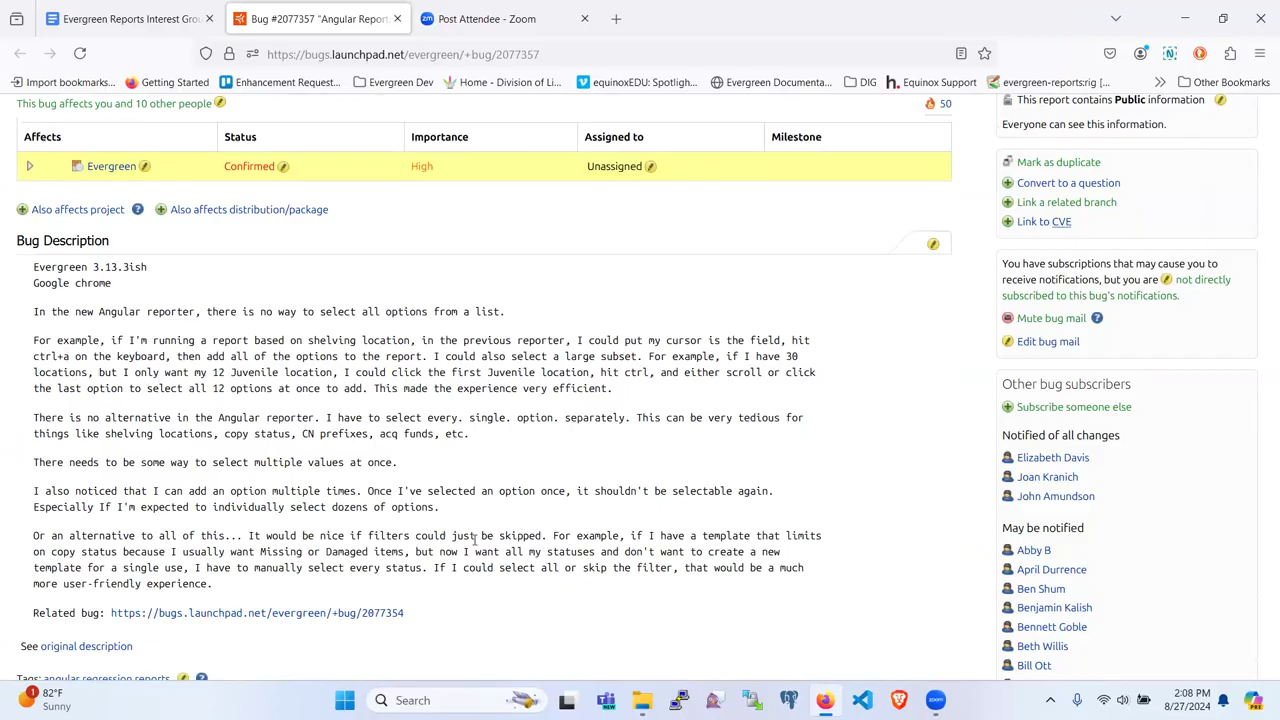 Evergreen Reports Interest Grou
Bug #2077357 "Angular Report
Post Attendee - Zoom
https://bugs.launchpad.net/evergreen/+bug/2077357
Import bookmarks...
Getting Started
Enhancement Request...
Evergreen Dev
Home - Division of Li...
equinoxEDU: Spotligh...
Evergreen Documenta...
DIG
Equinox Support
evergreen-reports:rig [...
Other Bookmarks
This bug affects you and 10 other people
50
Affects Status Importance Assigned to Milestone
Evergreen Confirmed High Unassigned
Also affects project Also affects distribution/package
Bug Description
Evergreen 3.13.3ish
Google chrome
In the new Angular reporter, there is no way to select all options from a list.
For example, if I'm running a report based on shelving location, in the previous reporter, I could put my cursor is the field, hit
ctrl+a on the keyboard, then add all of the options to the report. I could also select a large subset. For example, if I have 30
locations, but I only want my 12 Juvenile location, I could click the first Juvenile location, hit ctrl, and either scroll or click
the last option to select all 12 options at once to add. This made the experience very efficient.
There is no alternative in the Angular reporter. I have to select every. single. option. separately. This can be very tedious for
things like shelving locations, copy status, CN prefixes, acq funds, etc.
There needs to be some way to select multiple values at once.
I also noticed that I can add an option multiple times. Once I've selected an option once, it shouldn't be selectable again.
Especially If I'm expected to individually select dozens of options.
Or an alternative to all of this... It would be nice if filters could just be skipped. For example, if I have a template that limits
on copy status because I usually want Missing or Damaged items, but now I want all my statuses and don't want to create a new
template for a single use, I have to manually select every status. If I could select all or skip the filter, that would be a much
more user-friendly experience.
Related bug: https://bugs.launchpad.net/evergreen/+bug/2077354
See original description
Tags: angular regression reports
This report contains Public information
Everyone can see this information.
Mark as duplicate
Convert to a question
Link a related branch
Link to CVE
You have subscriptions that may cause you to
receive notifications, but you are not directly
subscribed to this bug's notifications.
Mute bug mail
Edit bug mail
Other bug subscribers
Subscribe someone else
Notified of all changes
Elizabeth Davis
Joan Kranich
John Amundson
May be notified
Abby B
April Durrence
Ben Shum
Benjamin Kalish
Bennett Goble
Beth Willis
Bill Ott
1
82°F
Sunny
Search
2:08 PM
8/27/2024